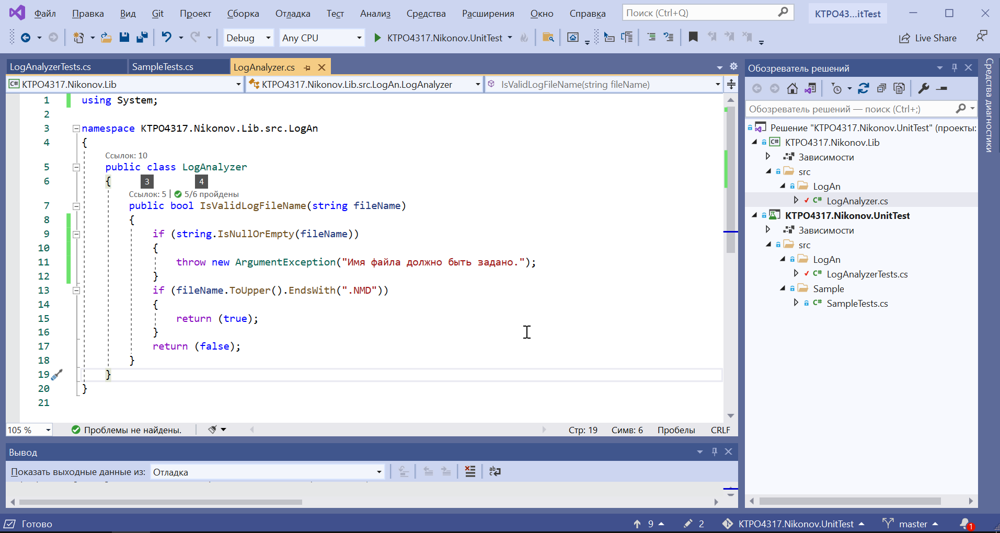 Файл Правка Вид Git Проект Сборка Отладка Тест Анализ Средства Расширения Окно Справка Поиск (Ctrl+Q) KTPO43...itTest
Debug Any CPU KTPO4317.Nikonov.UnitTest Live Share
LogAnalyzerTests.cs SampleTests.cs LogAnalyzer.cs
KTPO4317.Nikonov.Lib KTPO4317.Nikonov.Lib.src.LogAn.LogAnalyzer IsValidLogFileName(string fileName)
1 using System;
2
3 namespace KTPO4317.Nikonov.Lib.src.LogAn
4 {
Ссылок: 10
5 public class LogAnalyzer
6 { 3 4
Ссылок: 5 | 5/6 пройдены
7 public bool IsValidLogFileName(string fileName)
8 {
9 if (string.IsNullOrEmpty(fileName))
10 {
11 throw new ArgumentException("Имя файла должно быть задано.");
12 }
13 if (fileName.ToUpper().EndsWith(".NMD"))
14 {
15 return (true);
16 }
17 return (false);
18 }
19 }
20 }
21
105 % Проблемы не найдены. Стр: 19 Симв: 6 Пробелы CRLF
Вывод
Показать выходные данные из: Отладка
Обозреватель решений
Обозреватель решений — поиск (Ctrl+;)
Решение "KTPO4317.Nikonov.UnitTest" (проекты:
C# KTPO4317.Nikonov.Lib
Зависимости
src
LogAn
C# LogAnalyzer.cs
KTPO4317.Nikonov.UnitTest
Зависимости
src
LogAn
C# LogAnalyzerTests.cs
Sample
C# SampleTests.cs
Средства диагностики
Готово 9 2 KTPO4317.Nikonov.UnitTest master 1